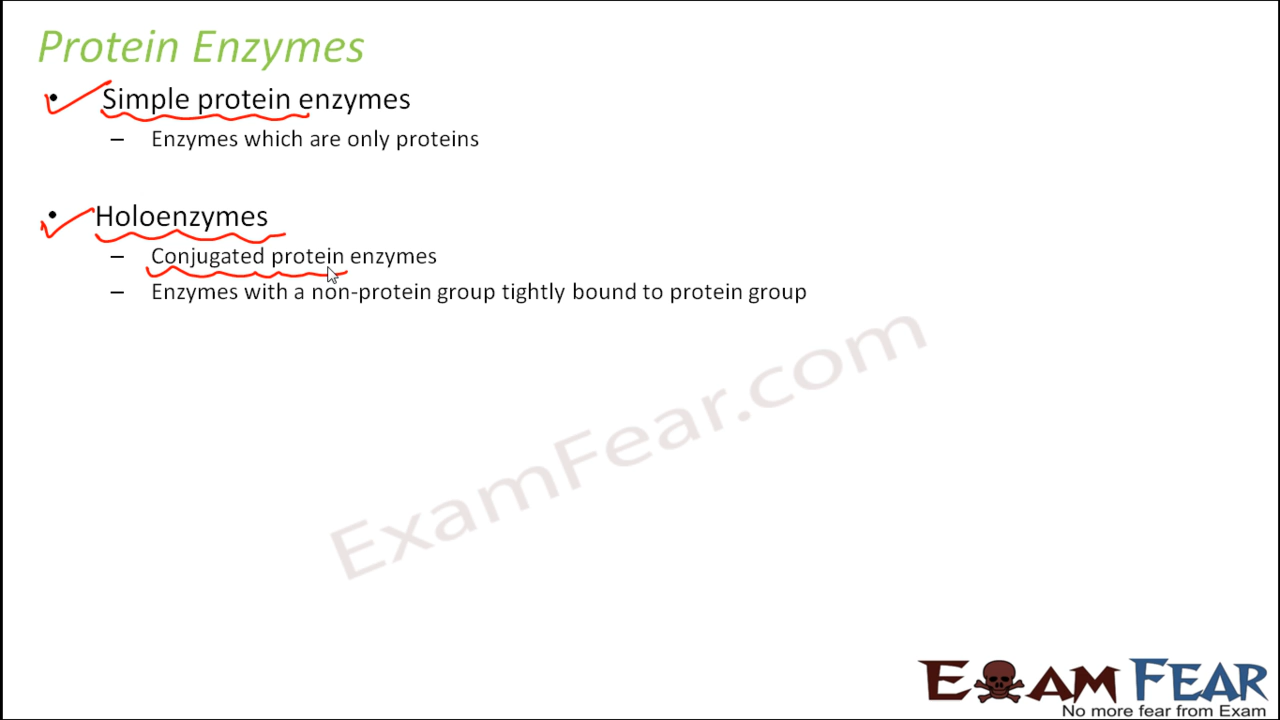 Protein Enzymes
• Simple protein enzymes
– Enzymes which are only proteins
• Holoenzymes
– Conjugated protein enzymes
– Enzymes with a non-protein group tightly bound to protein group
ExamFear.com
EXAM FEAR
No more fear from Exam